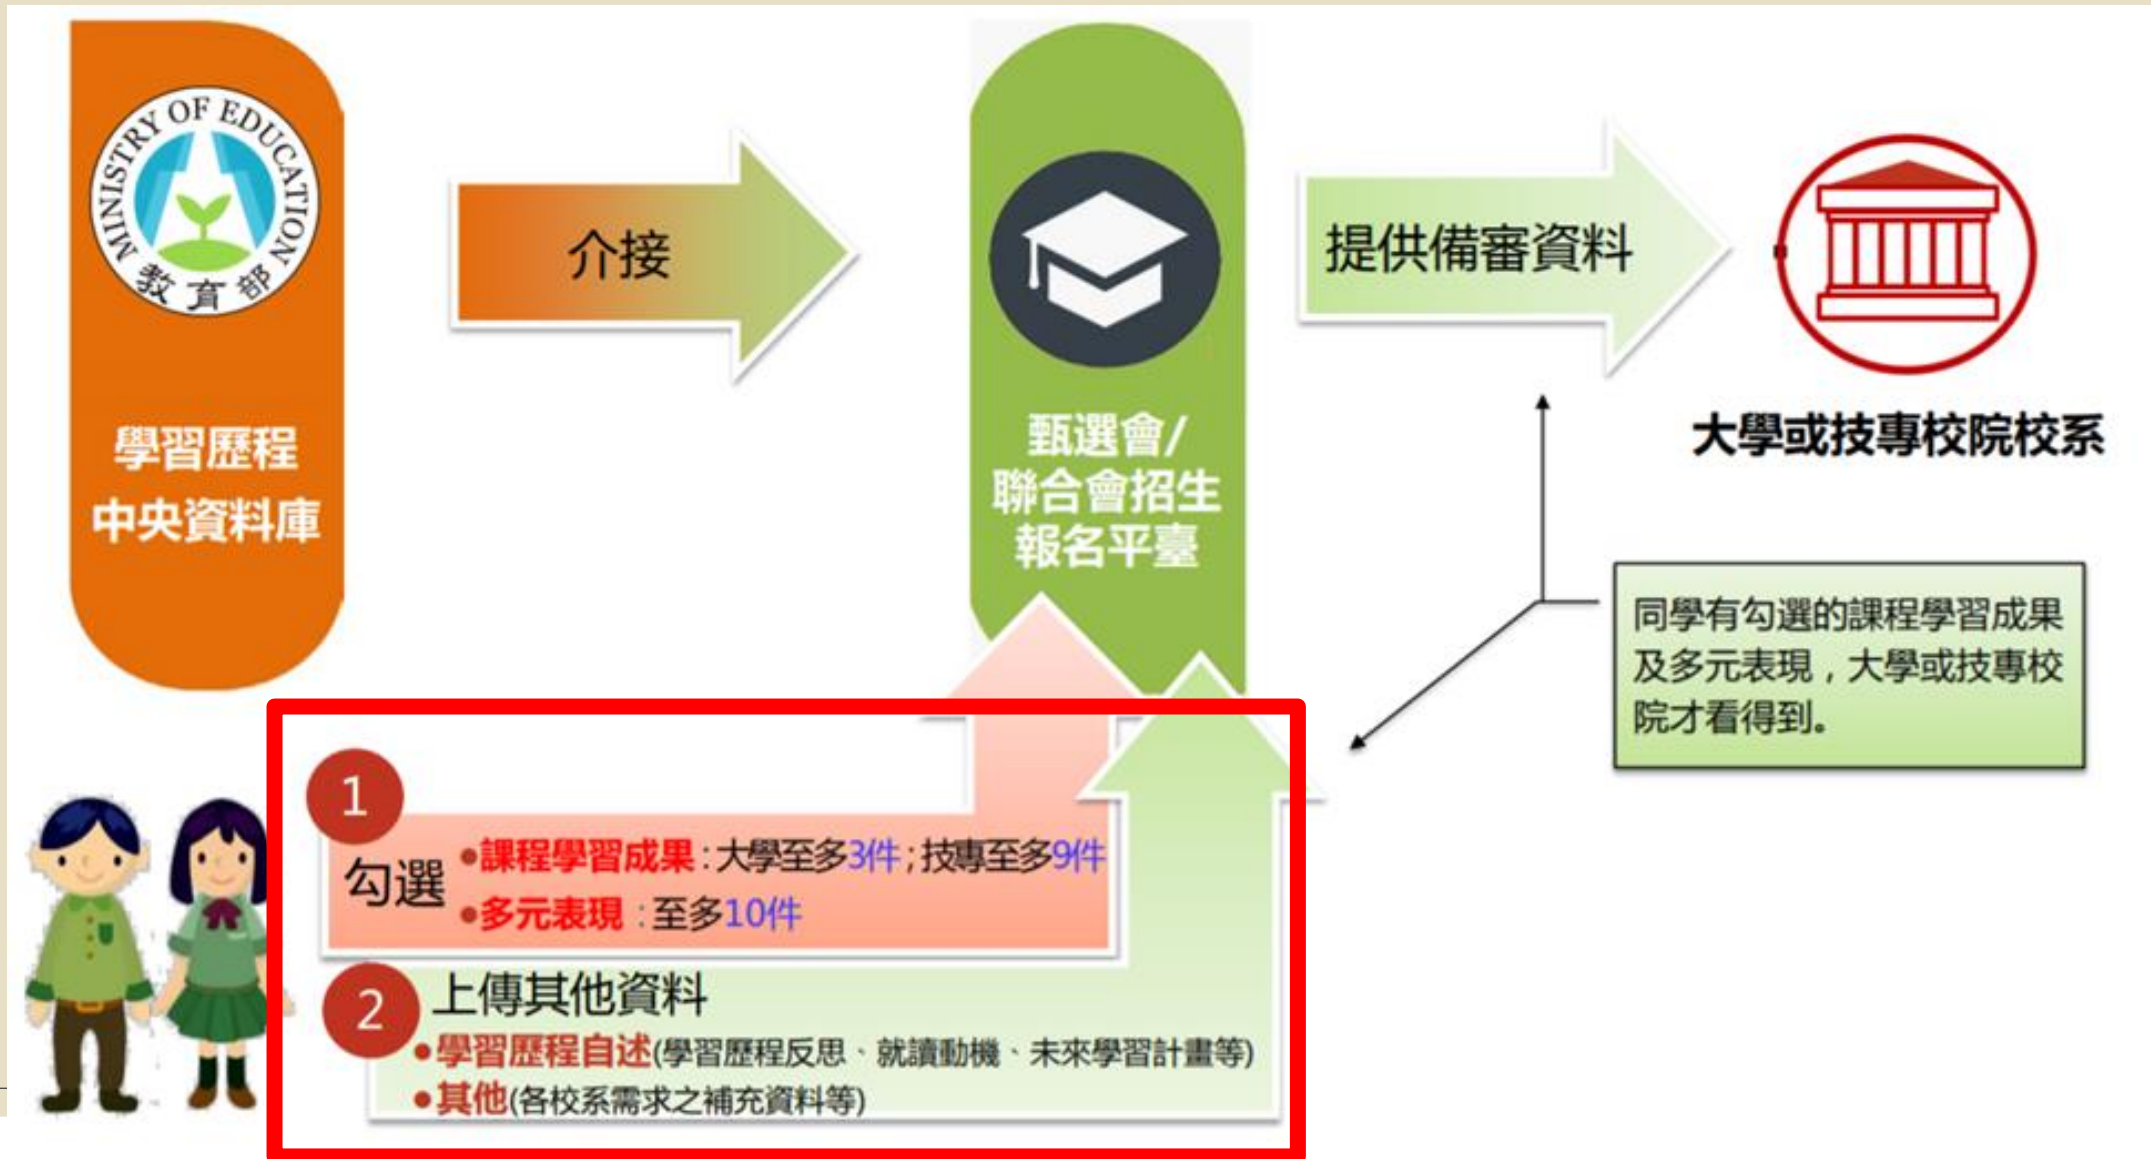 MINISTRY OF EDUCATION
教育部
學習歷程
中央資料庫
介接
甄選會/
聯合會招生
報名平臺
提供備審資料
大學或技專校院校系
同學有勾選的課程學習成果
及多元表現，大學或技專校
院才看得到。
1
勾選
•課程學習成果：大學至多3件；技專至多9件
•多元表現：至多10件
2
上傳其他資料
•學習歷程自述(學習歷程反思、就讀動機、未來學習計畫等)
•其他(各校系需求之補充資料等)